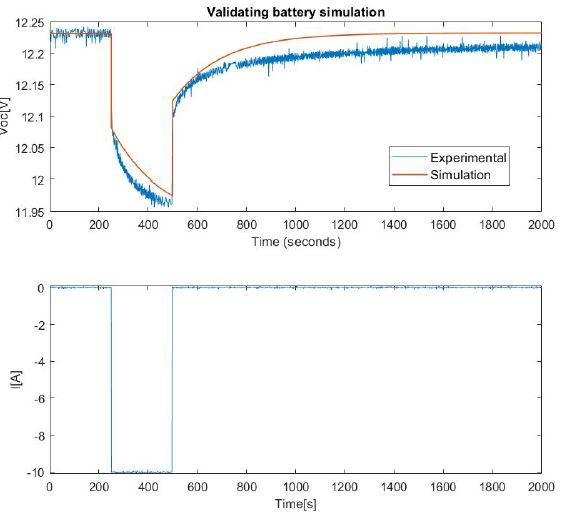 Validating battery simulation
12.25
12.2
12.15
12.1
12.05
12
11.95
Voc[V]
Experimental
Simulation
0 200 400 600 800 1000 1200 1400 1600 1800 2000
Time (seconds)
0
-2
-4
-6
-8
-10
I[A]
0 200 400 600 800 1000 1200 1400 1600 1800 2000
Time[s]